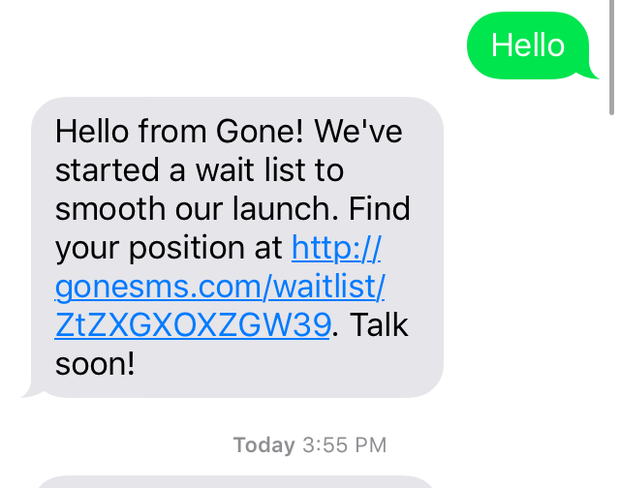 Hello
Hello from Gone! We've
started a wait list to
smooth our launch. Find
your position at http://
gonesms.com/waitlist/
ZtZXGXOXZGW39. Talk
soon!
Today 3:55 PM